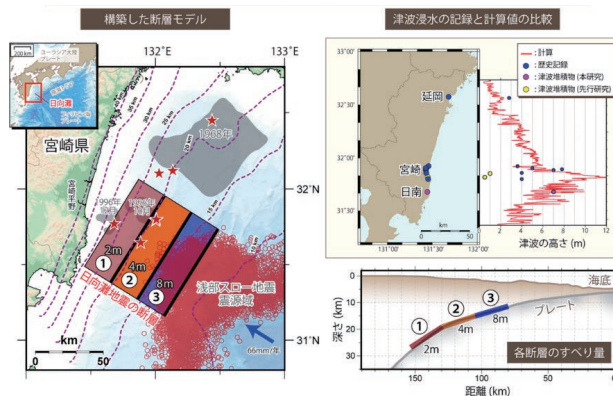 構築した断層モデル
132°E
133°E
200 km
ユーラシア大陸
プレート
日向灘
フィリピン海
プレート
宮崎県
宮崎平野
1968年
1996年
12月
1996年
10月
32°N
31°N
2m
①
4m
②
8m
③
日向灘地震の断層
浅部スロー地震
震源域
66mm/年
km
0
50
132°E
133°E
津波浸水の記録と計算値の比較
33°00'
32°30'
32°00'
31°30'
延岡
宮崎
日南
km
0
50
:計算
:歴史記録
:津波堆積物(本研究)
:津波堆積物(先行研究)
0 2 4 6 8 10 12
津波の高さ(m)
海底
プレート
①
②
③
2m
4m
8m
各断層のすべり量
深さ(km)
0
10
20
30
150
100
50
0
距離(km)